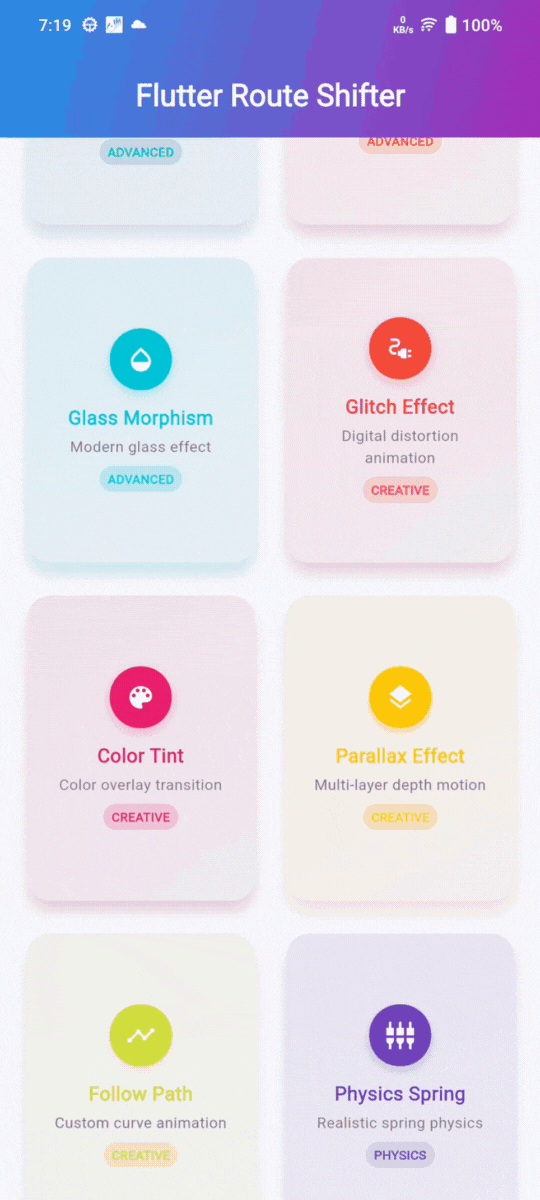 7:19
0
KB/s
100%
Flutter Route Shifter
ADVANCED
ADVANCED
Glass Morphism
Modern glass effect
ADVANCED
Glitch Effect
Digital distortion
animation
CREATIVE
Color Tint
Color overlay transition
CREATIVE
Parallax Effect
Multi-layer depth motion
CREATIVE
Follow Path
Custom curve animation
CREATIVE
Physics Spring
Realistic spring physics
PHYSICS